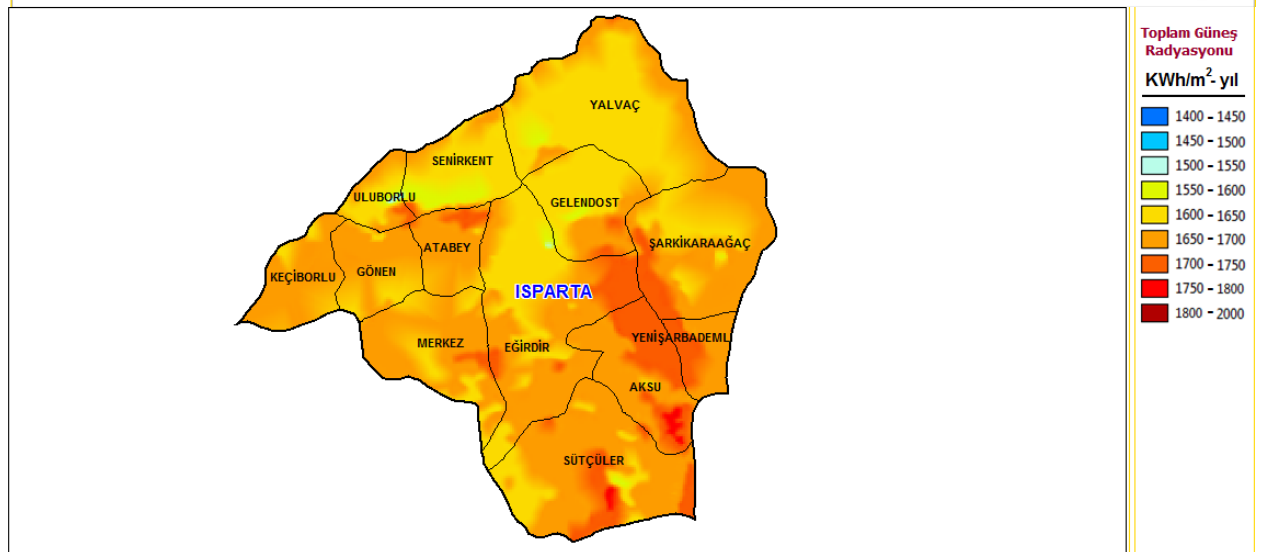 YALVAÇ
SENİRKENT
ULUBORLU
GELENDOST
ATABEY
ŞARKİKARAAĞAÇ
KEÇİBORLU
GÖNEN
ISPARTA
MERKEZ
EĞİRDİR
YENİŞARBADEMLİ
AKSU
SÜTÇÜLER
Toplam Güneş
Radyasyonu
KWh/m²- yıl
1400 - 1450
1450 - 1500
1500 - 1550
1550 - 1600
1600 - 1650
1650 - 1700
1700 - 1750
1750 - 1800
1800 - 2000